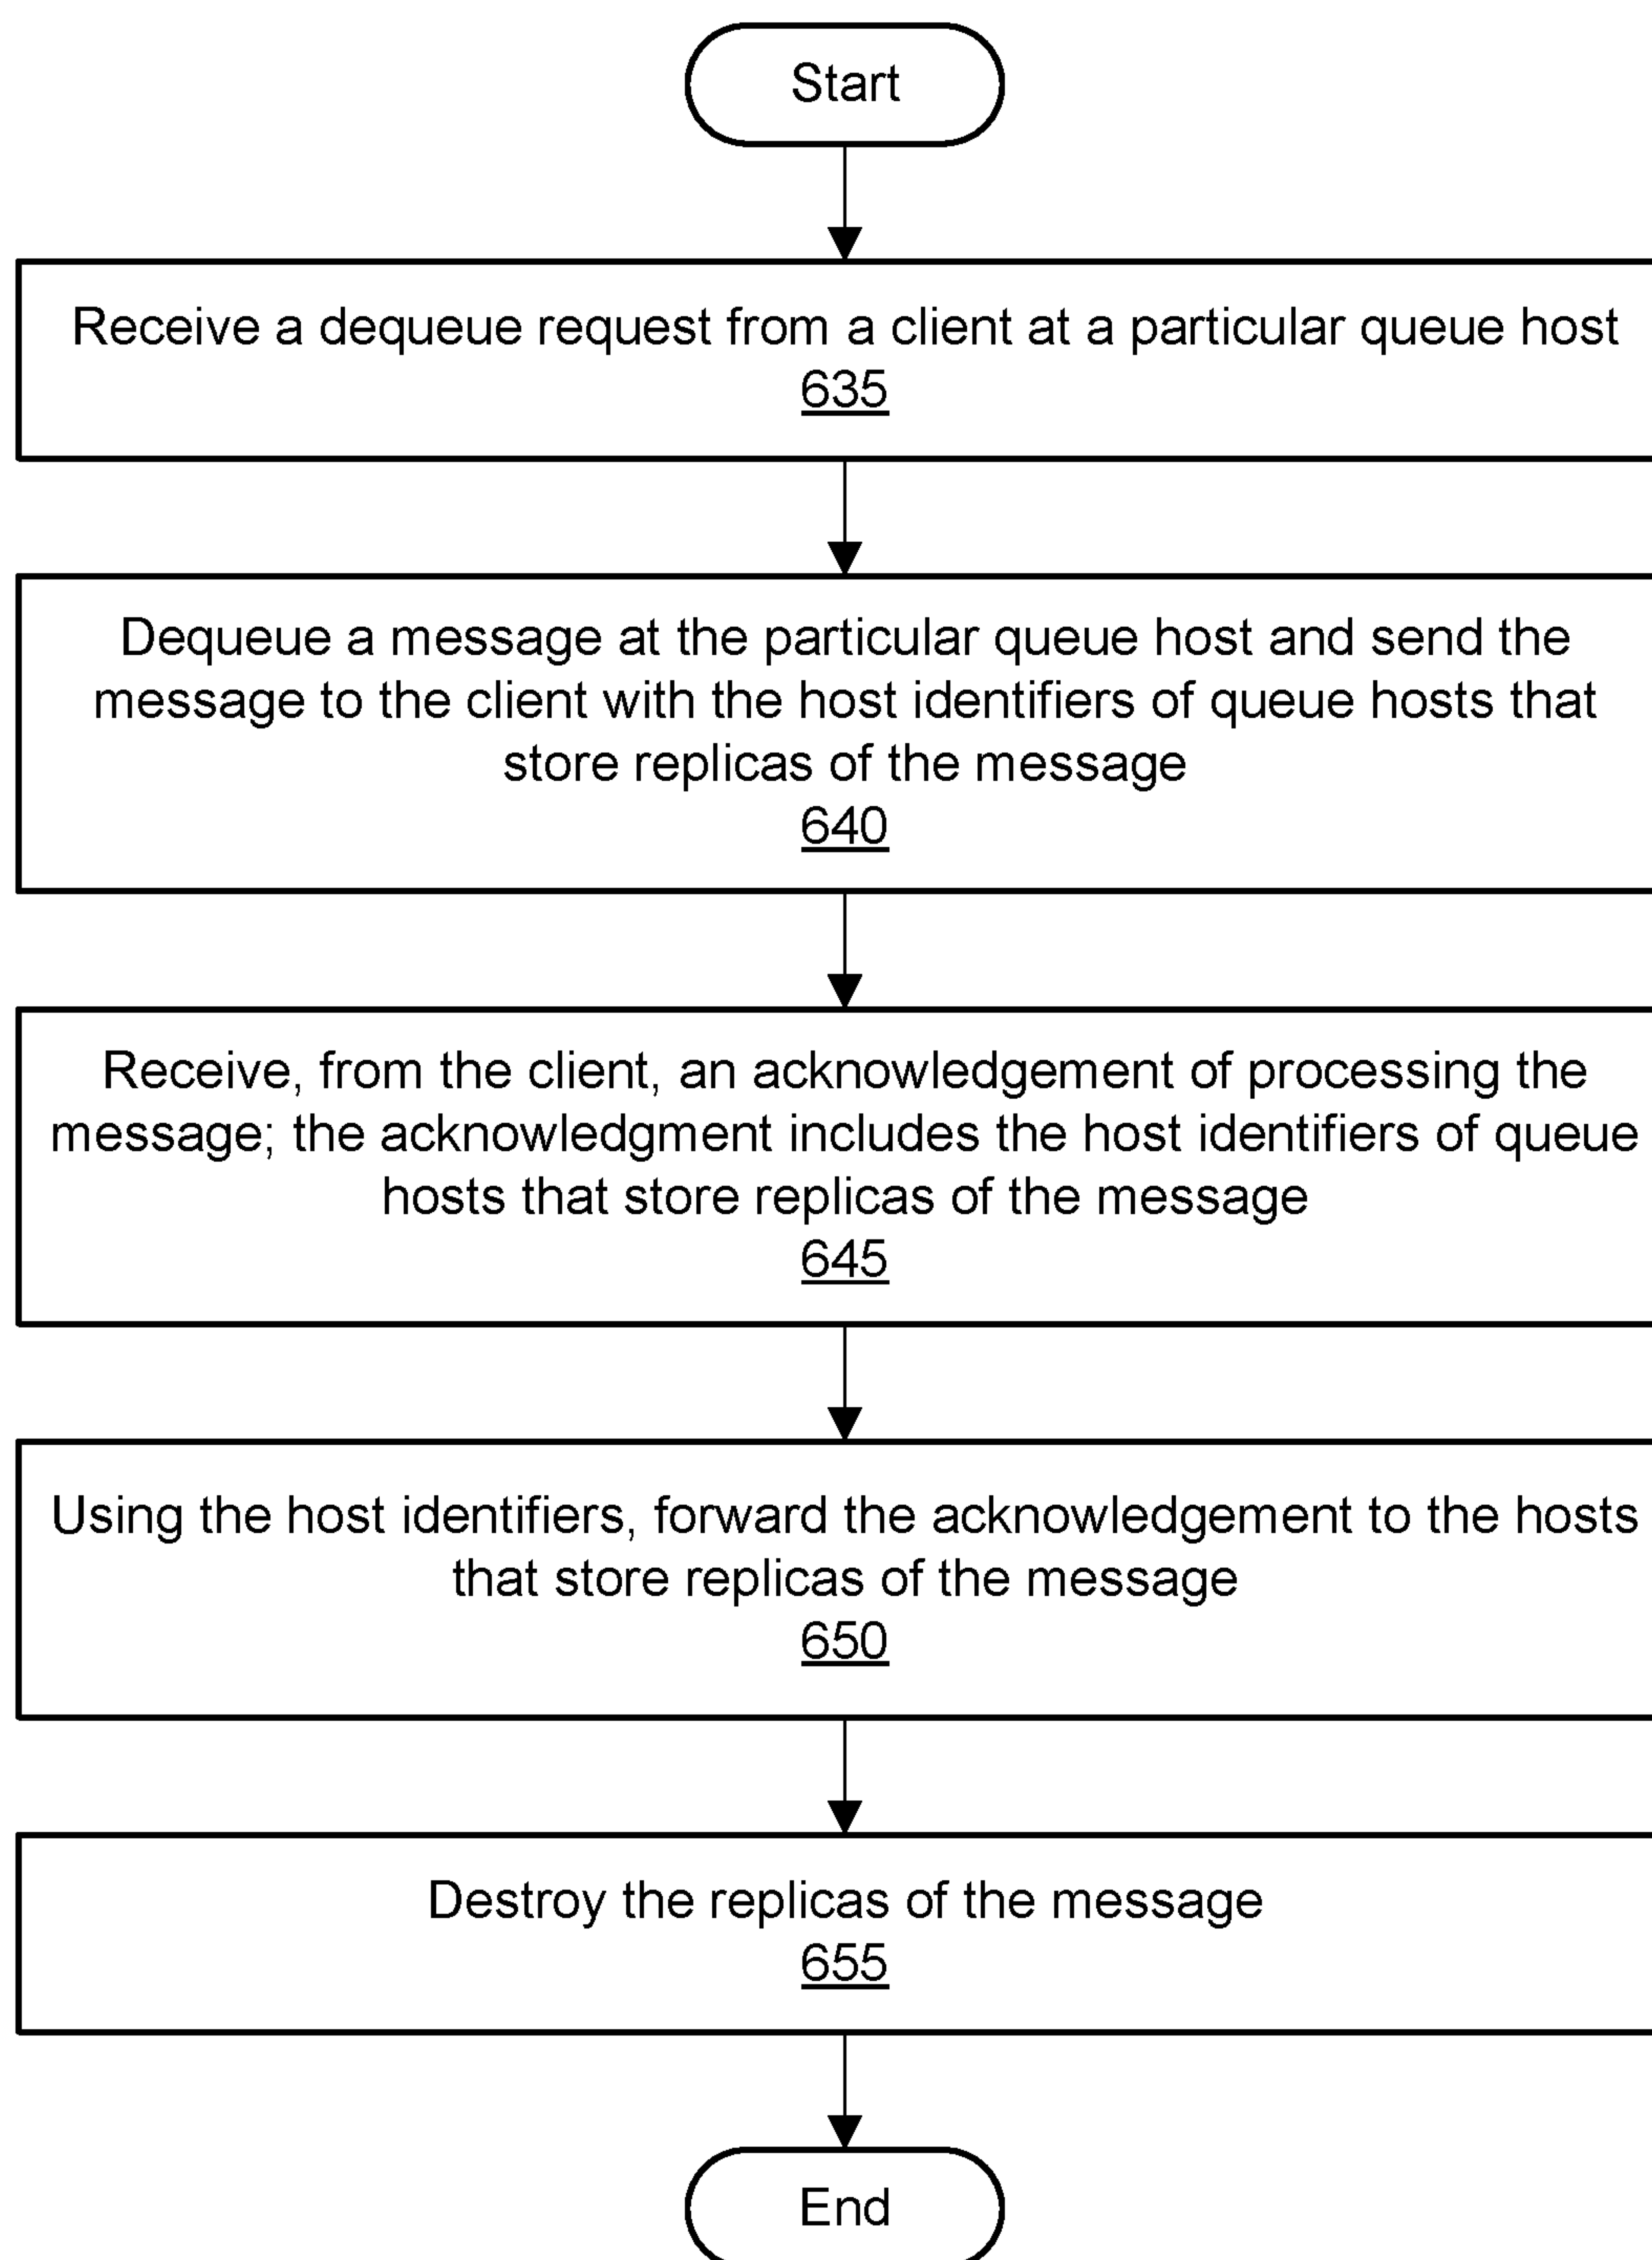 Start
Receive a dequeue request from a client at a particular queue host
635
Dequeue a message at the particular queue host and send the
message to the client with the host identifiers of queue hosts that
store replicas of the message
640
Receive, from the client, an acknowledgement of processing the
message; the acknowledgment includes the host identifiers of queue
hosts that store replicas of the message
645
Using the host identifiers, forward the acknowledgement to the hosts
that store replicas of the message
650
Destroy the replicas of the message
655
End